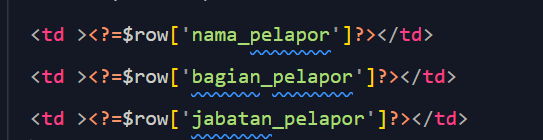 <td ><?=$row['nama_pelapor']?></td>
<td ><?=$row['bagian_pelapor']?></td>
<td ><?=$row['jabatan_pelapor']?></td>